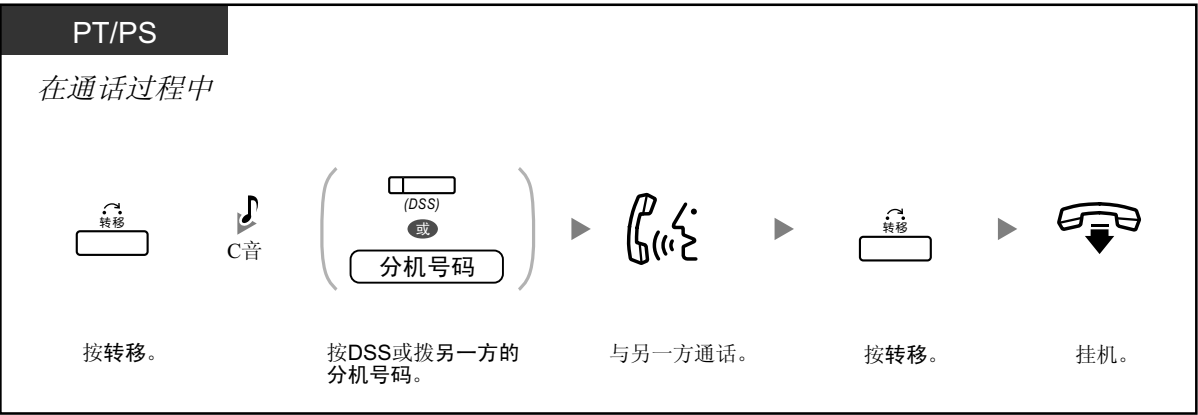 PT/PS
在通话过程中
转移
C音
(DSS)
或
分机号码
转移
按转移。
按DSS或拨另一方的
分机号码。
与另一方通话。
按转移。
挂机。